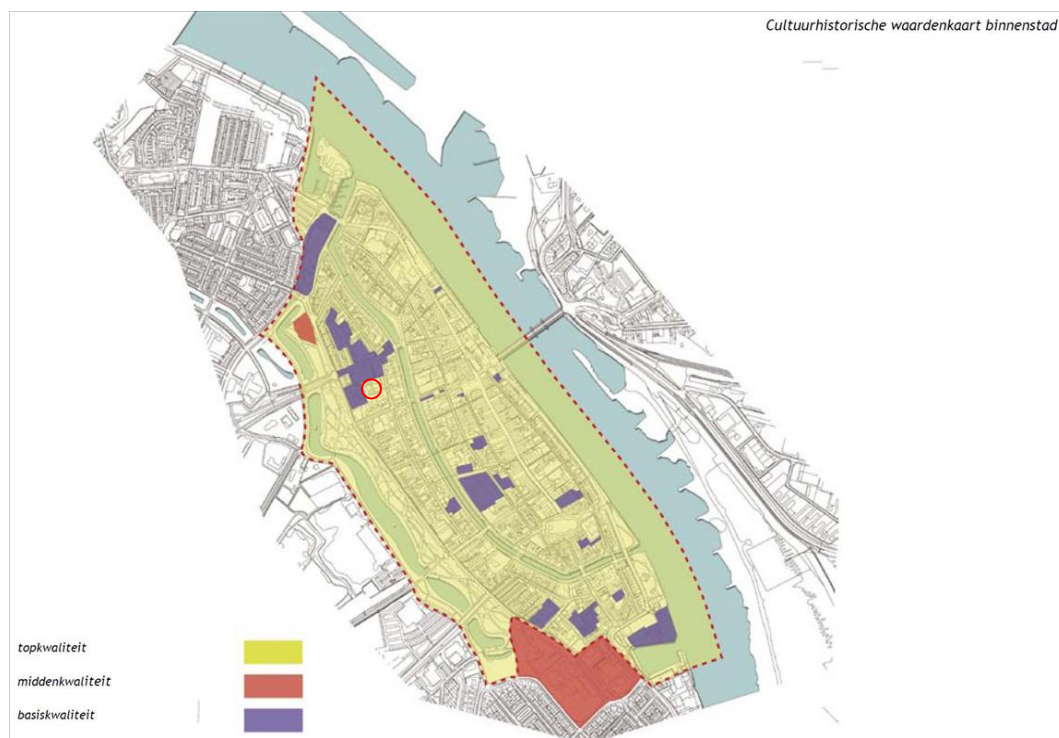 Cultuurhistorische waardenkaart binnenstad
topkwaliteit
middenkwaliteit
basiskwaliteit